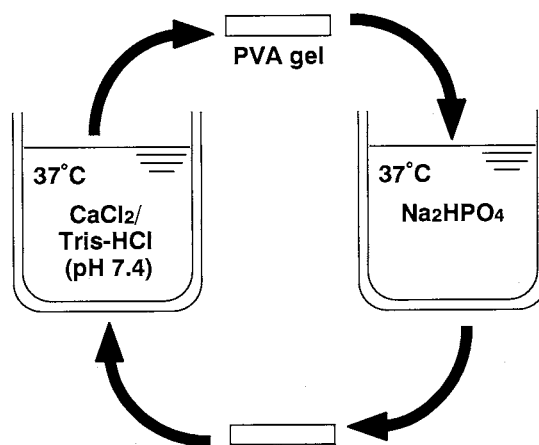 PVA gel
37°C
CaCl2/
Tris-HCl
(pH 7.4)
37°C
Na2HPO4